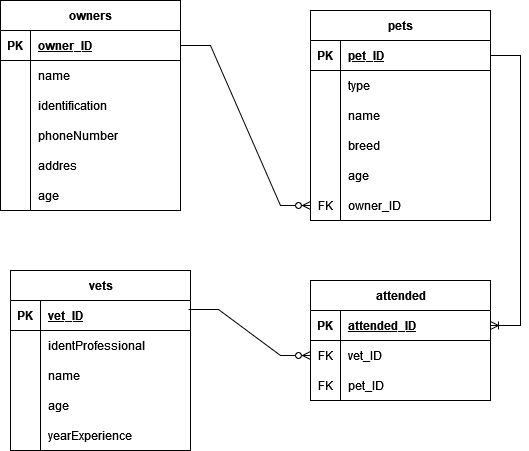 owners
PK owner_ID
name
identification
phoneNumber
addres
age
pets
PK pet_ID
type
name
breed
age
FK owner_ID
vets
PK vet_ID
identProfessional
name
age
yearExperience
attended
PK attended_ID
FK vet_ID
FK pet_ID